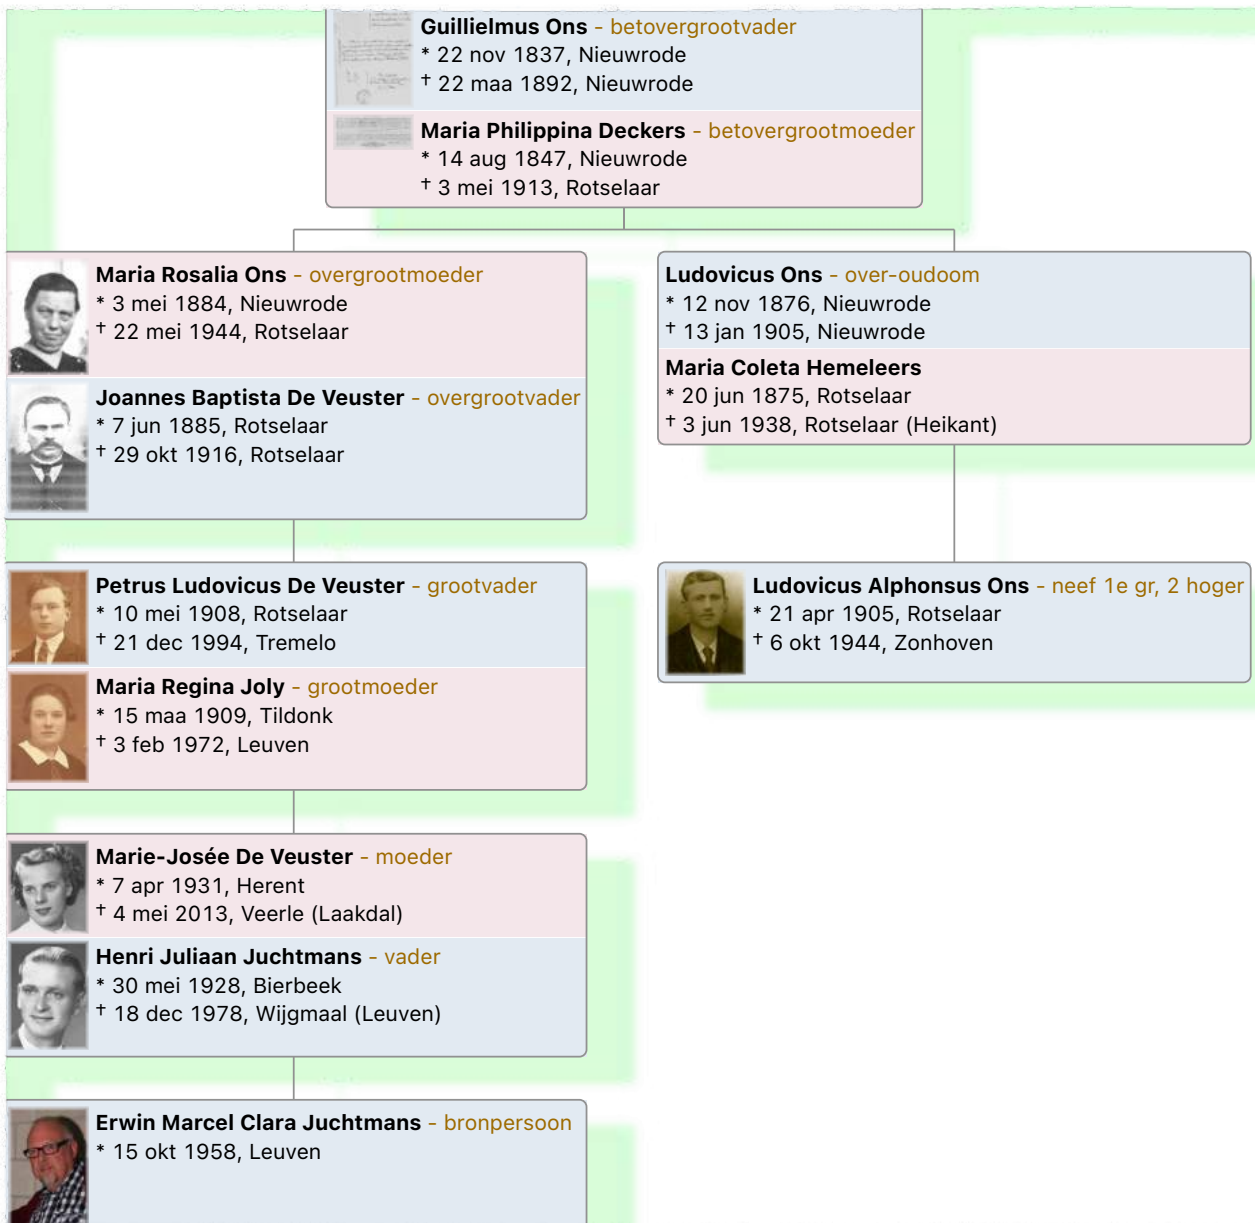 Guillielmus Ons - betovergrootvader
* 22 nov 1837, Nieuwrode
† 22 maa 1892, Nieuwrode
Maria Philippina Deckers - betovergrootmoeder
* 14 aug 1847, Nieuwrode
† 3 mei 1913, Rotselaar
Maria Rosalia Ons - overgrootmoeder
* 3 mei 1884, Nieuwrode
† 22 mei 1944, Rotselaar
Joannes Baptista De Veuster - overgrootvader
* 7 jun 1885, Rotselaar
† 29 okt 1916, Rotselaar
Ludovicus Ons - over-oudoom
* 12 nov 1876, Nieuwrode
† 13 jan 1905, Nieuwrode
Maria Coleta Hemeleers
* 20 jun 1875, Rotselaar
† 3 jun 1938, Rotselaar (Heikant)
Petrus Ludovicus De Veuster - grootvader
* 10 mei 1908, Rotselaar
† 21 dec 1994, Tremelo
Maria Regina Joly - grootmoeder
* 15 maa 1909, Tildonk
† 3 feb 1972, Leuven
Ludovicus Alphonsus Ons - neef 1e gr, 2 hoger
* 21 apr 1905, Rotselaar
† 6 okt 1944, Zonhoven
Marie-Josée De Veuster - moeder
* 7 apr 1931, Herent
† 4 mei 2013, Veerle (Laakdal)
Henri Juliaan Juchtmans - vader
* 30 mei 1928, Bierbeek
† 18 dec 1978, Wijgmaal (Leuven)
Erwin Marcel Clara Juchtmans - bronpersoon
* 15 okt 1958, Leuven